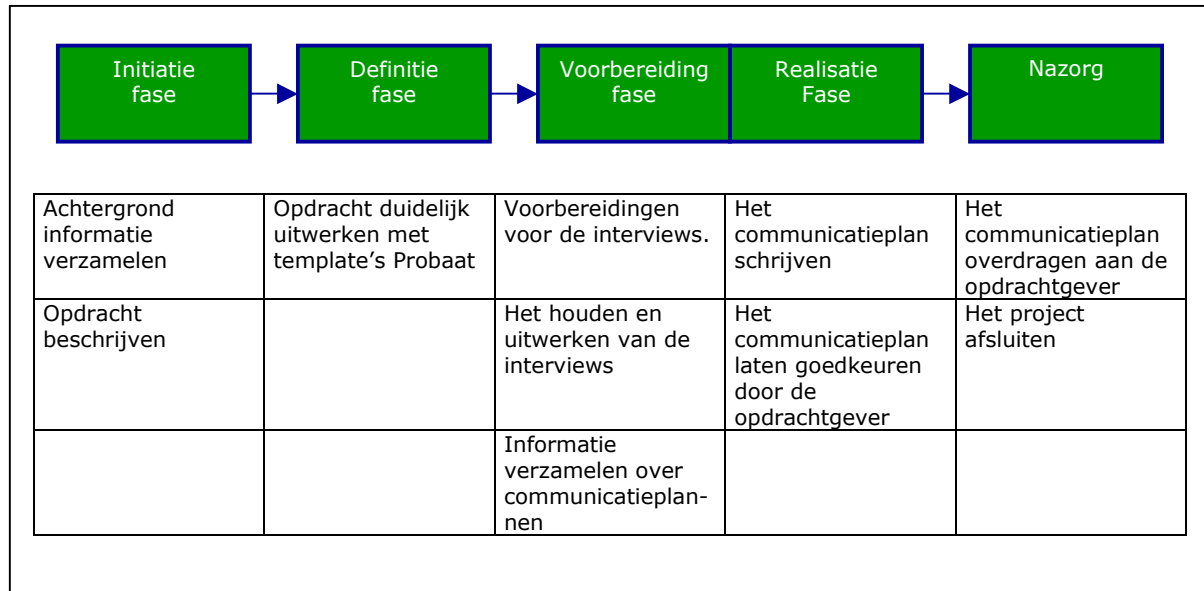 Initiatie
fase
Definitie
fase
Voorbereiding
fase
Realisatie
Fase
Nazorg
Achtergrond
informatie
verzamelen
Opdracht duidelijk
uitwerken met
template's Probaat
Voorbereidingen
voor de interviews.
Het
communicatieplan
schrijven
Het
communicatieplan
overdragen aan de
opdrachtgever
Opdracht
beschrijven
Het houden en
uitwerken van de
interviews
Het
communicatieplan
laten goedkeuren
door de
opdrachtgever
Het project
afsluiten
Informatie
verzamelen over
communicatieplan-
nen